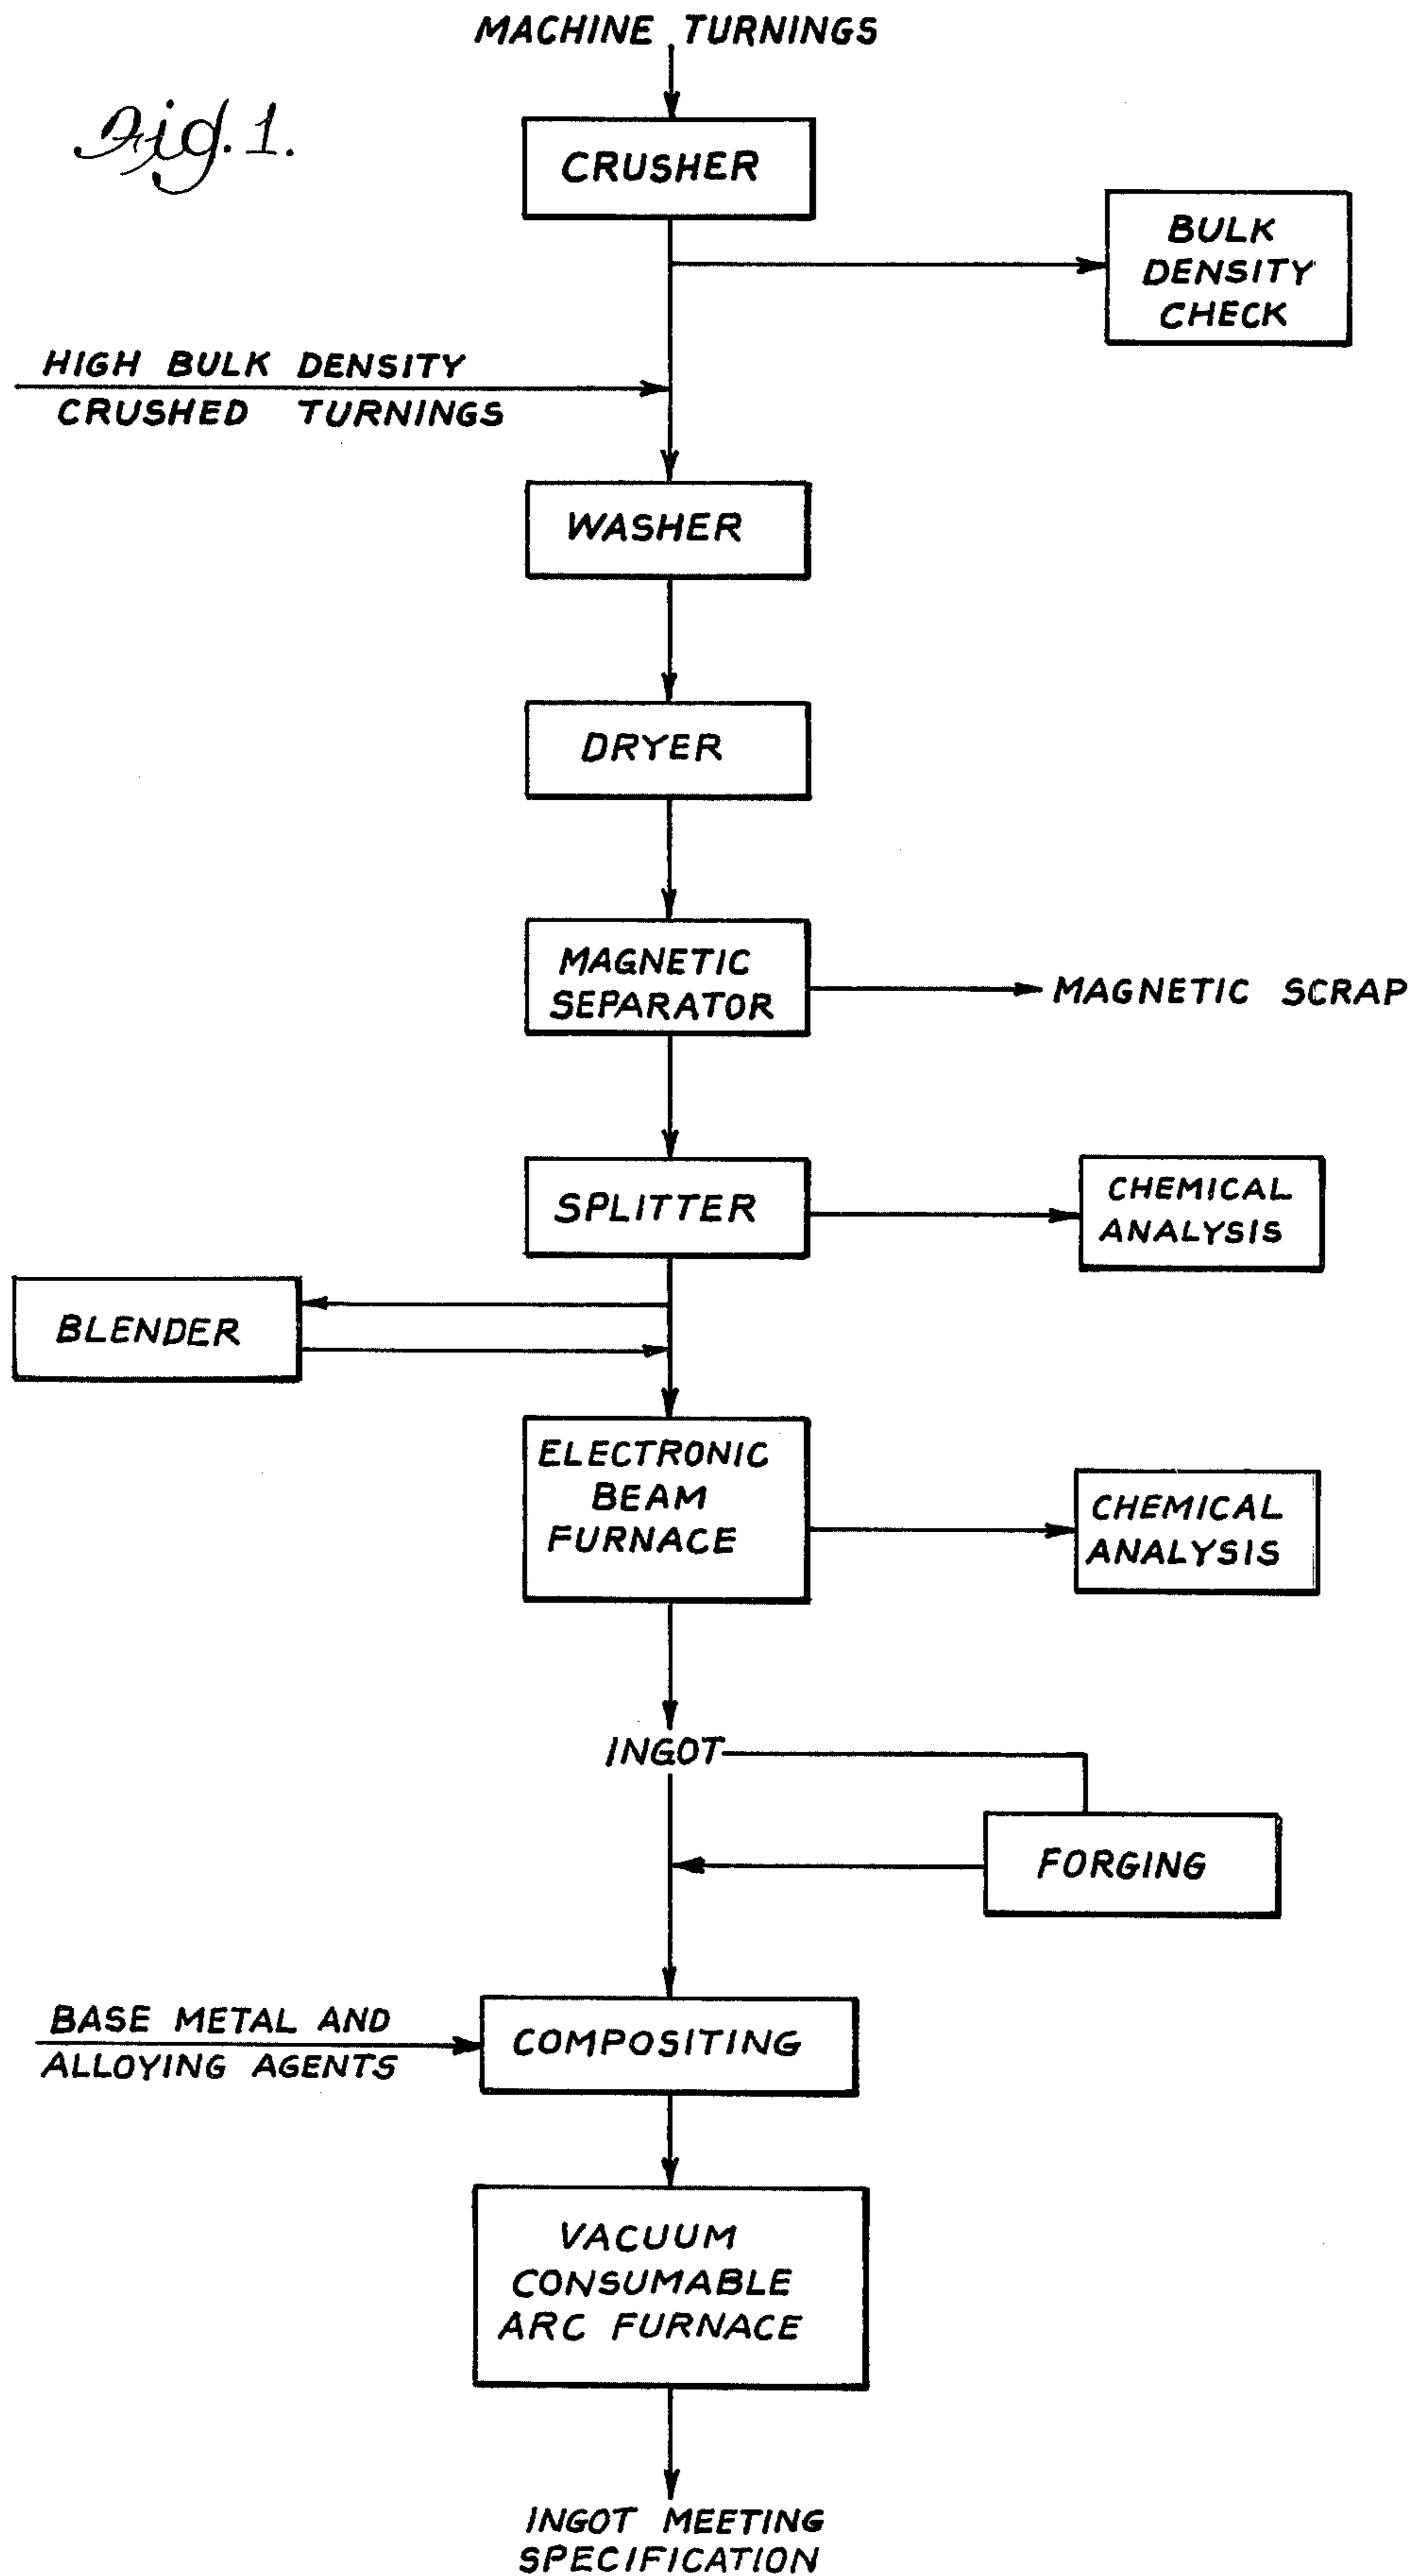 MACHINE TURNINGS
Fig. 1.
CRUSHER
BULK
DENSITY
CHECK
HIGH BULK DENSITY
CRUSHED TURNINGS
WASHER
DRYER
MAGNETIC
SEPARATOR
MAGNETIC SCRAP
SPLITTER
CHEMICAL
ANALYSIS
BLENDER
ELECTRONIC
BEAM
FURNACE
CHEMICAL
ANALYSIS
INGOT
FORGING
BASE METAL AND
ALLOYING AGENTS
COMPOSITING
VACUUM
CONSUMABLE
ARC FURNACE
INGOT MEETING
SPECIFICATION